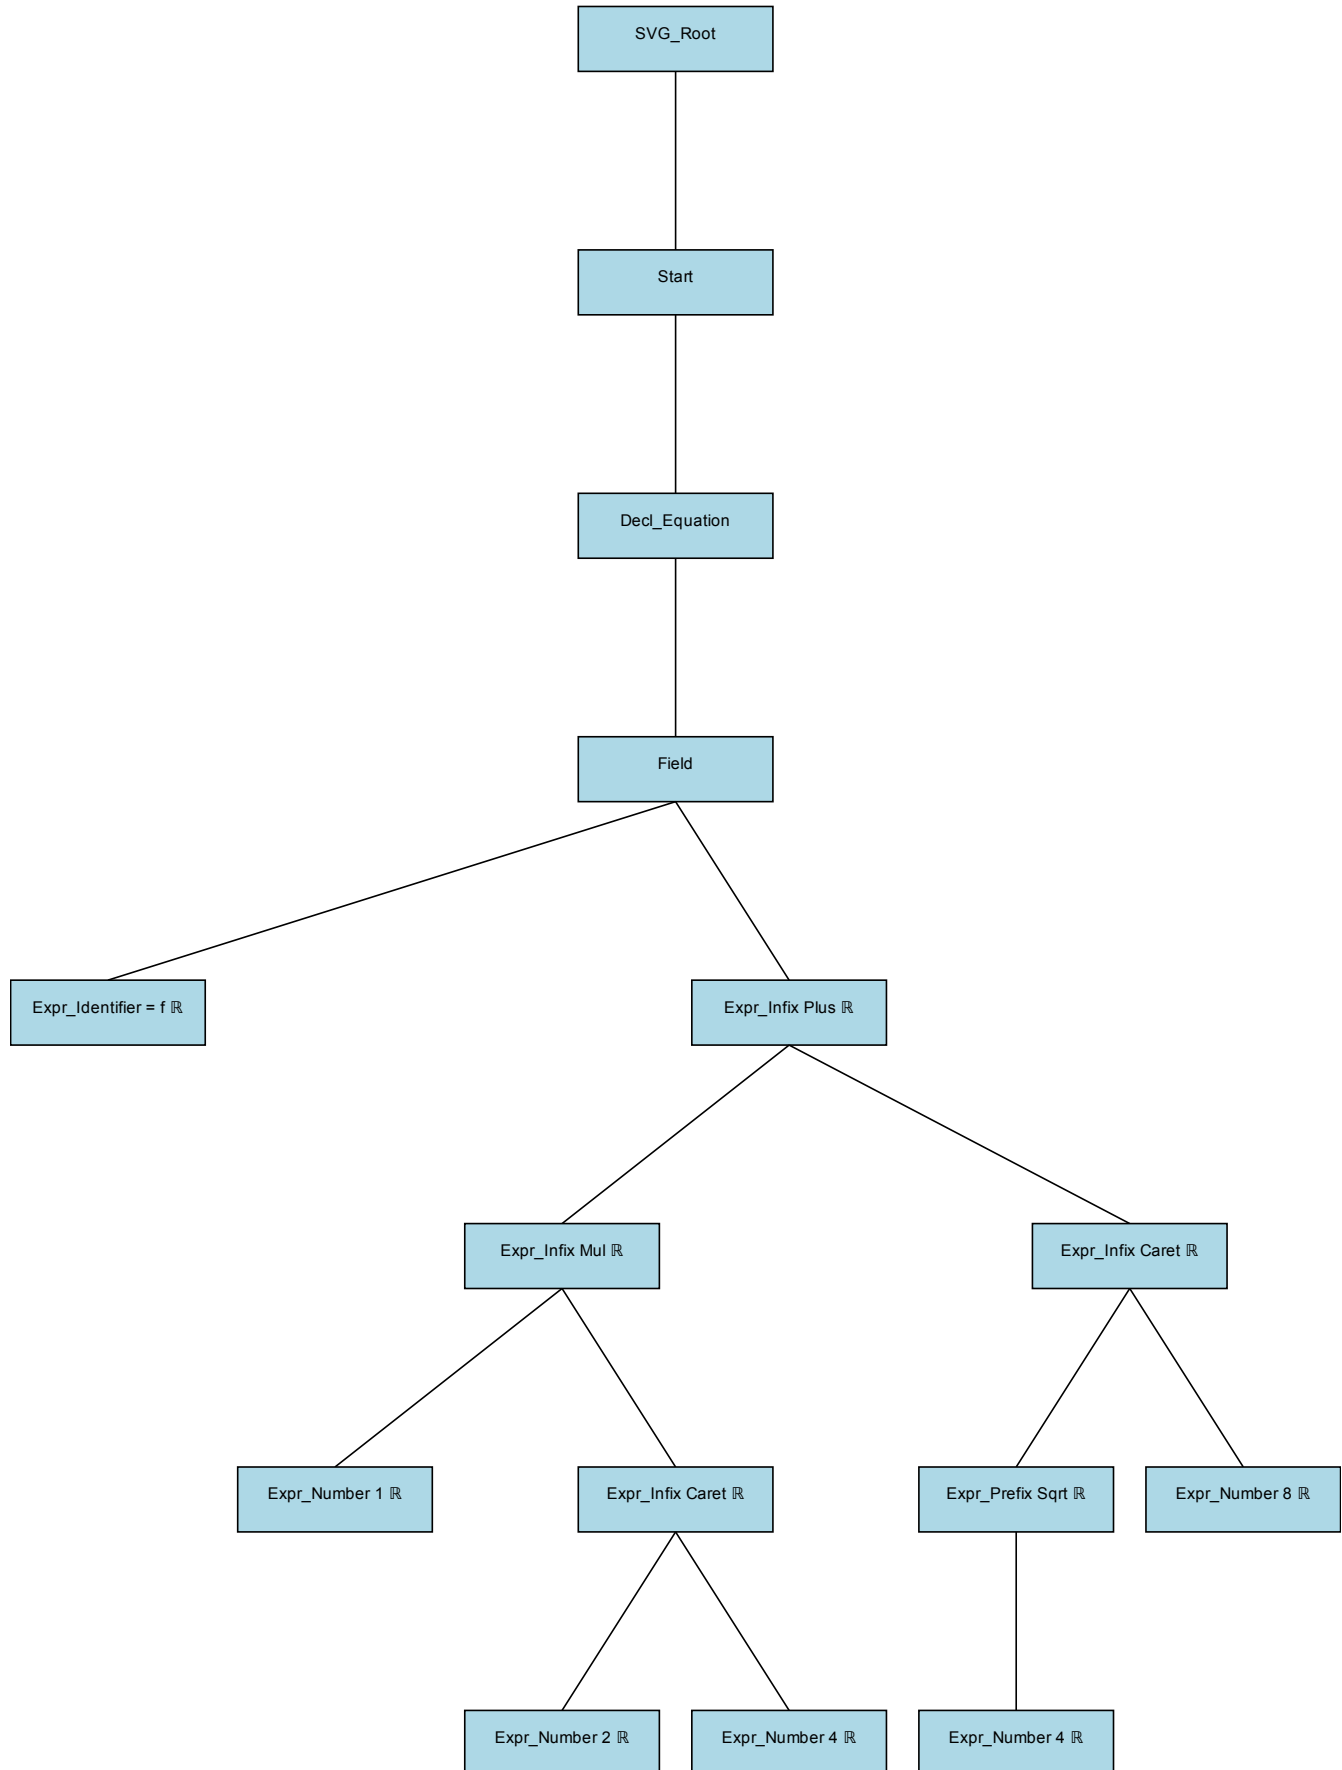 SVG_Root
Start
Decl_Equation
Field
Expr_Identifier = f ℝ
Expr_Infix Plus ℝ
Expr_Infix Mul ℝ
Expr_Infix Caret ℝ
Expr_Number 1 ℝ
Expr_Infix Caret ℝ
Expr_Prefix Sqrt ℝ
Expr_Number 8 ℝ
Expr_Number 2 ℝ
Expr_Number 4 ℝ
Expr_Number 4 ℝ